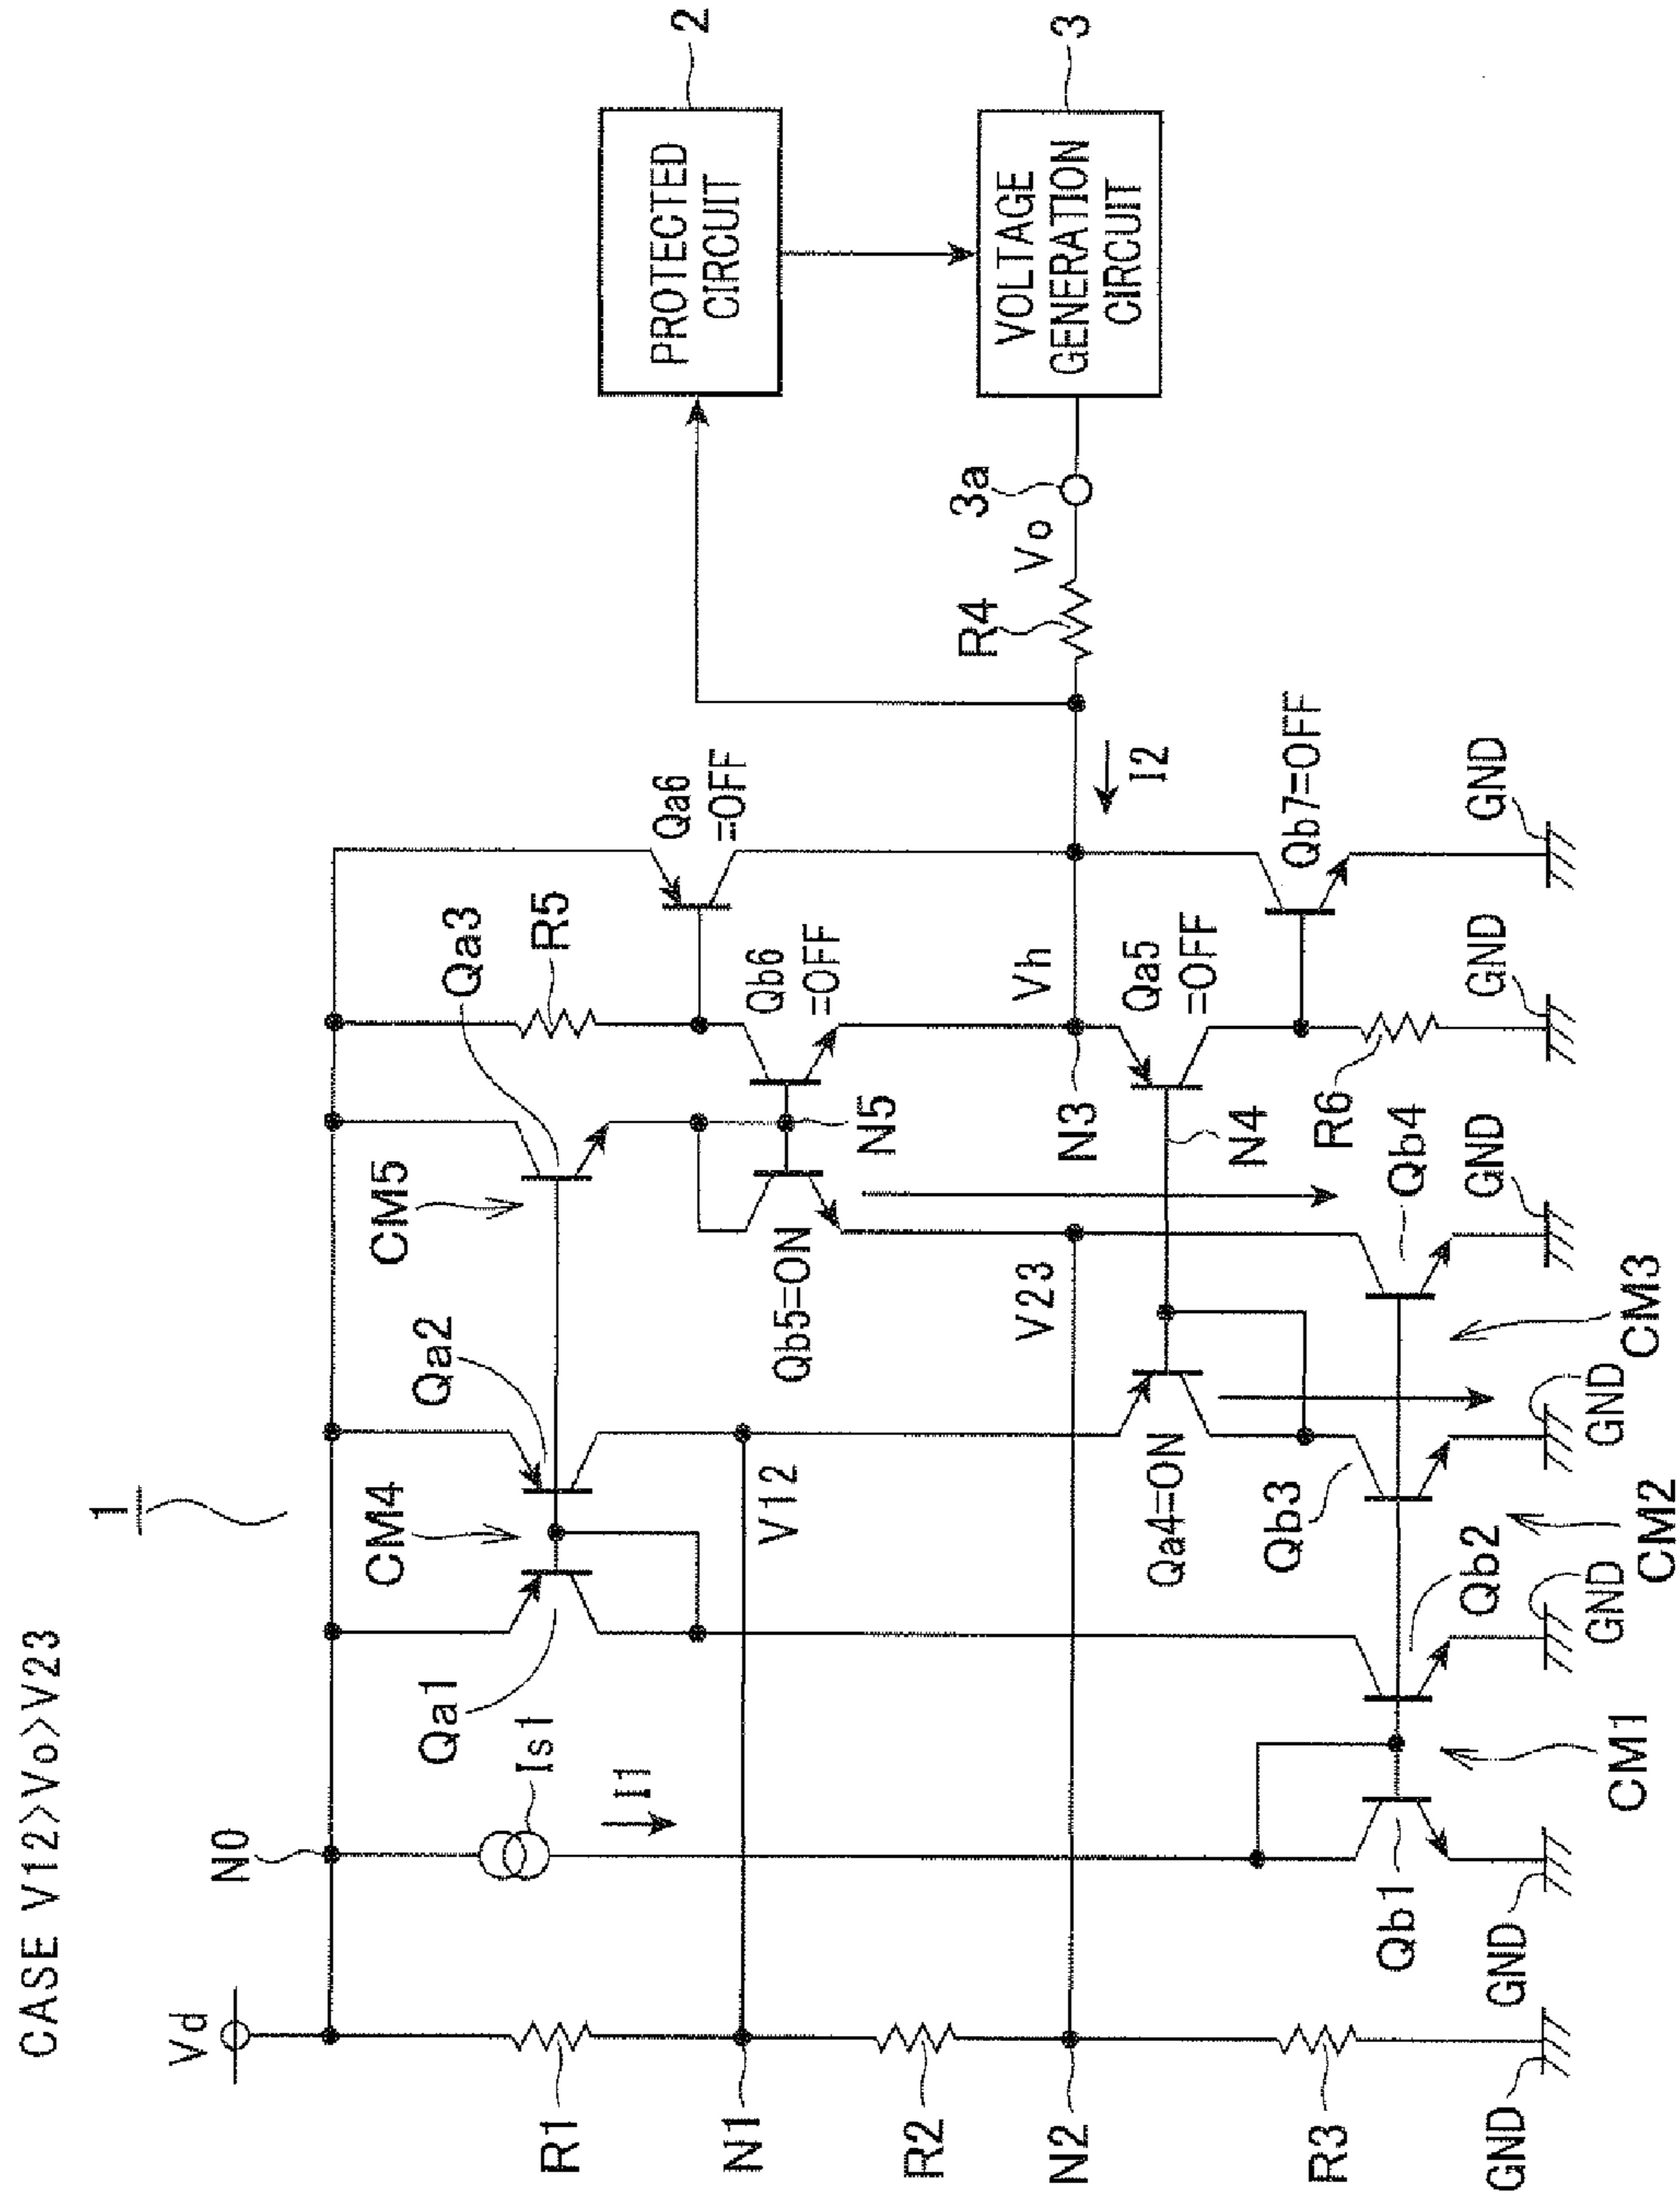 CASE V12>Vo>V23
1
Vd
N0
Is1
I1
CM4
Qa1
Qa2
CM5
Qa3
R5
Qa6
=OFF
Qb6
=OFF
N5
Qb5=ON
R1
N1
V12
R2
N2
V23
Vh
N3
I2
R4
Vo
3a
PROTECTED
CIRCUIT
2
VOLTAGE
GENERATION
CIRCUIT
3
Qa4=ON
N4
Qa5
=OFF
Qb7=OFF
R3
Qb1
CM1
Qb2
CM2
Qb3
CM3
Qb4
R6
GND
GND
GND
GND
GND
GND
GND